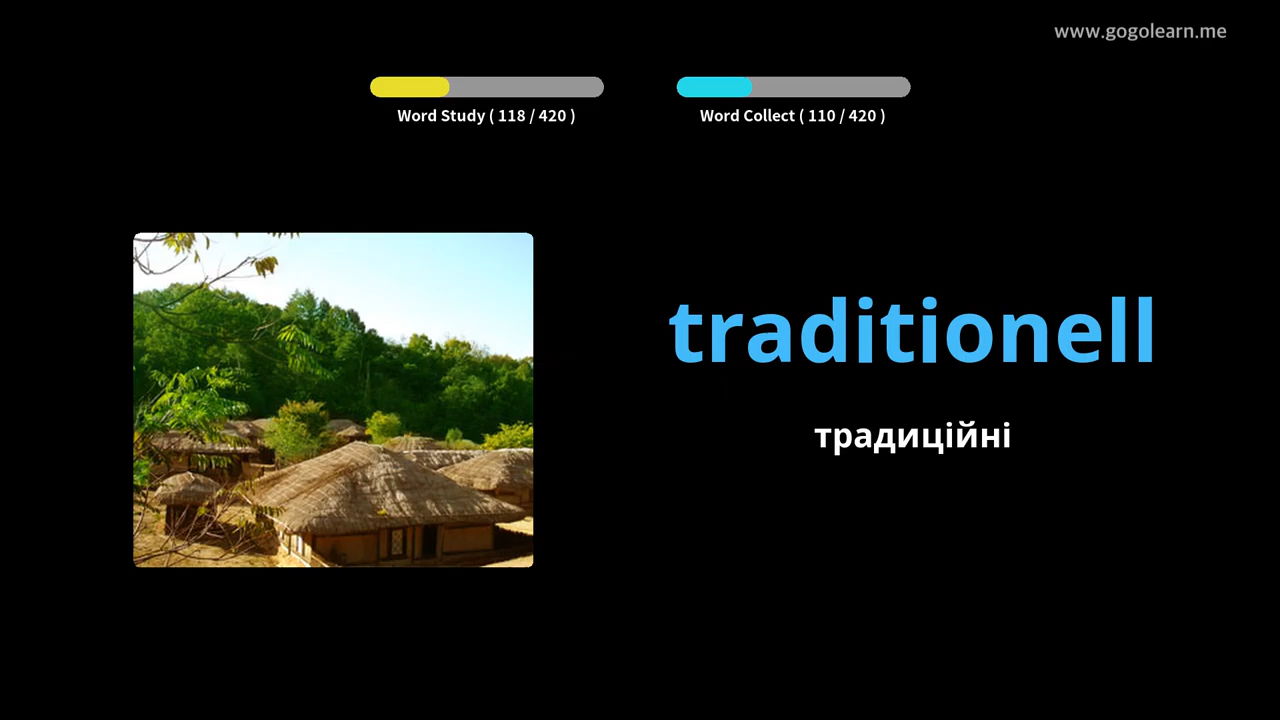 www.gogolearn.me
Word Study ( 118 / 420 )
Word Collect ( 110 / 420 )
traditionell
традиційні